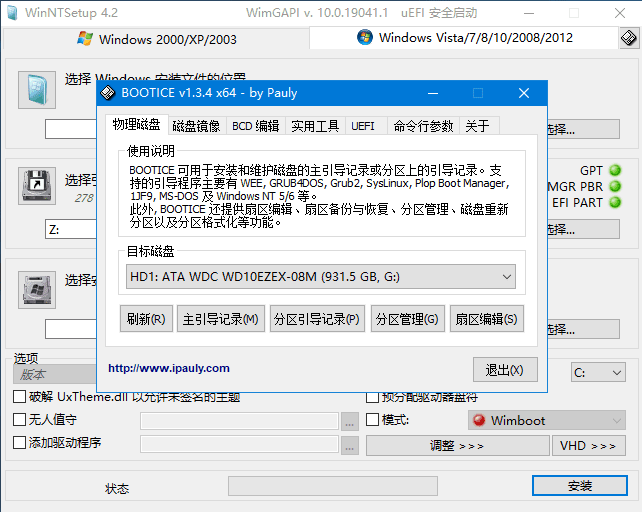 WinNTSetup 4.2 WimGAPI v. 10.0.19041.1 uEFI 安全启动
Windows 2000/XP/2003 Windows Vista/7/8/10/2008/2012
选择 Windows 安装文件的位置
BOOTICE v1.3.4 x64 - by Pauly
物理磁盘 磁盘镜像 BCD 编辑 实用工具 UEFI 命令行参数 关于
选择...
使用说明
BOOTICE 可用于安装和维护磁盘的主引导记录或分区上的引导记录。支
持的引导程序主要有 WEE, GRUB4DOS, Grub2, SysLinux, Plop Boot Manager,
1JF9, MS-DOS 及 Windows NT 5/6 等。
此外, BOOTICE 还提供扇区编辑、扇区备份与恢复、分区管理、磁盘重新
分区以及分区格式化等功能。
选择
278
GPT
MGR PBR
EFI PART
Z:
选择...
目标磁盘
HD1: ATA WDC WD10EZEX-08M (931.5 GB, G:)
选择
刷新(R) 主引导记录(M) 分区引导记录(P) 分区管理(G) 扇区编辑(S)
选择...
http://www.ipauly.com 退出(X)
选项
版本 C:
破解 UxTheme.dll 以允许未签名的主题 预分配驱动器盘符
无人值守 ... 模式: Wimboot
添加驱动程序 ... 调整 >>> VHD >>>
状态 安装